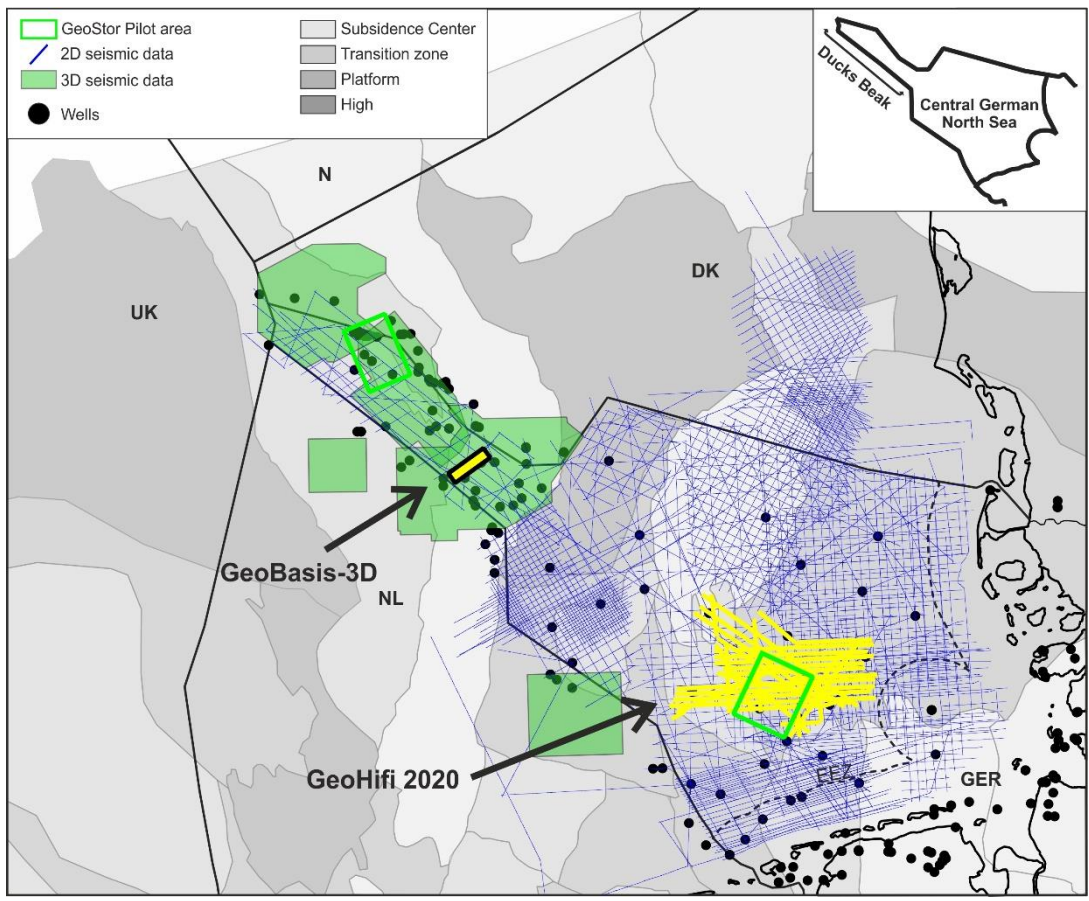 GeoStor Pilot area
2D seismic data
3D seismic data
Wells
Subsidence Center
Transition zone
Platform
High
Ducks Beak
Central German
North Sea
N
DK
UK
GeoBasis-3D
NL
GeoHifi 2020
EEZ
GER